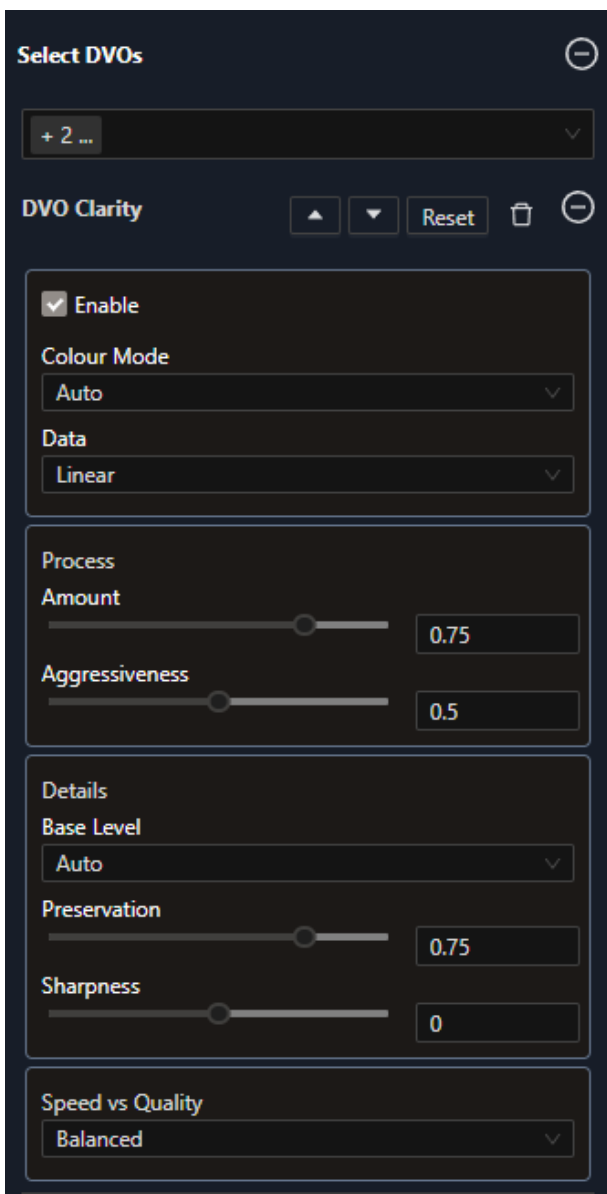 Select DVOs
+ 2 ...
DVO Clarity
Reset
Enable
Colour Mode
Auto
Data
Linear
Process
Amount
0.75
Aggressiveness
0.5
Details
Base Level
Auto
Preservation
0.75
Sharpness
0
Speed vs Quality
Balanced